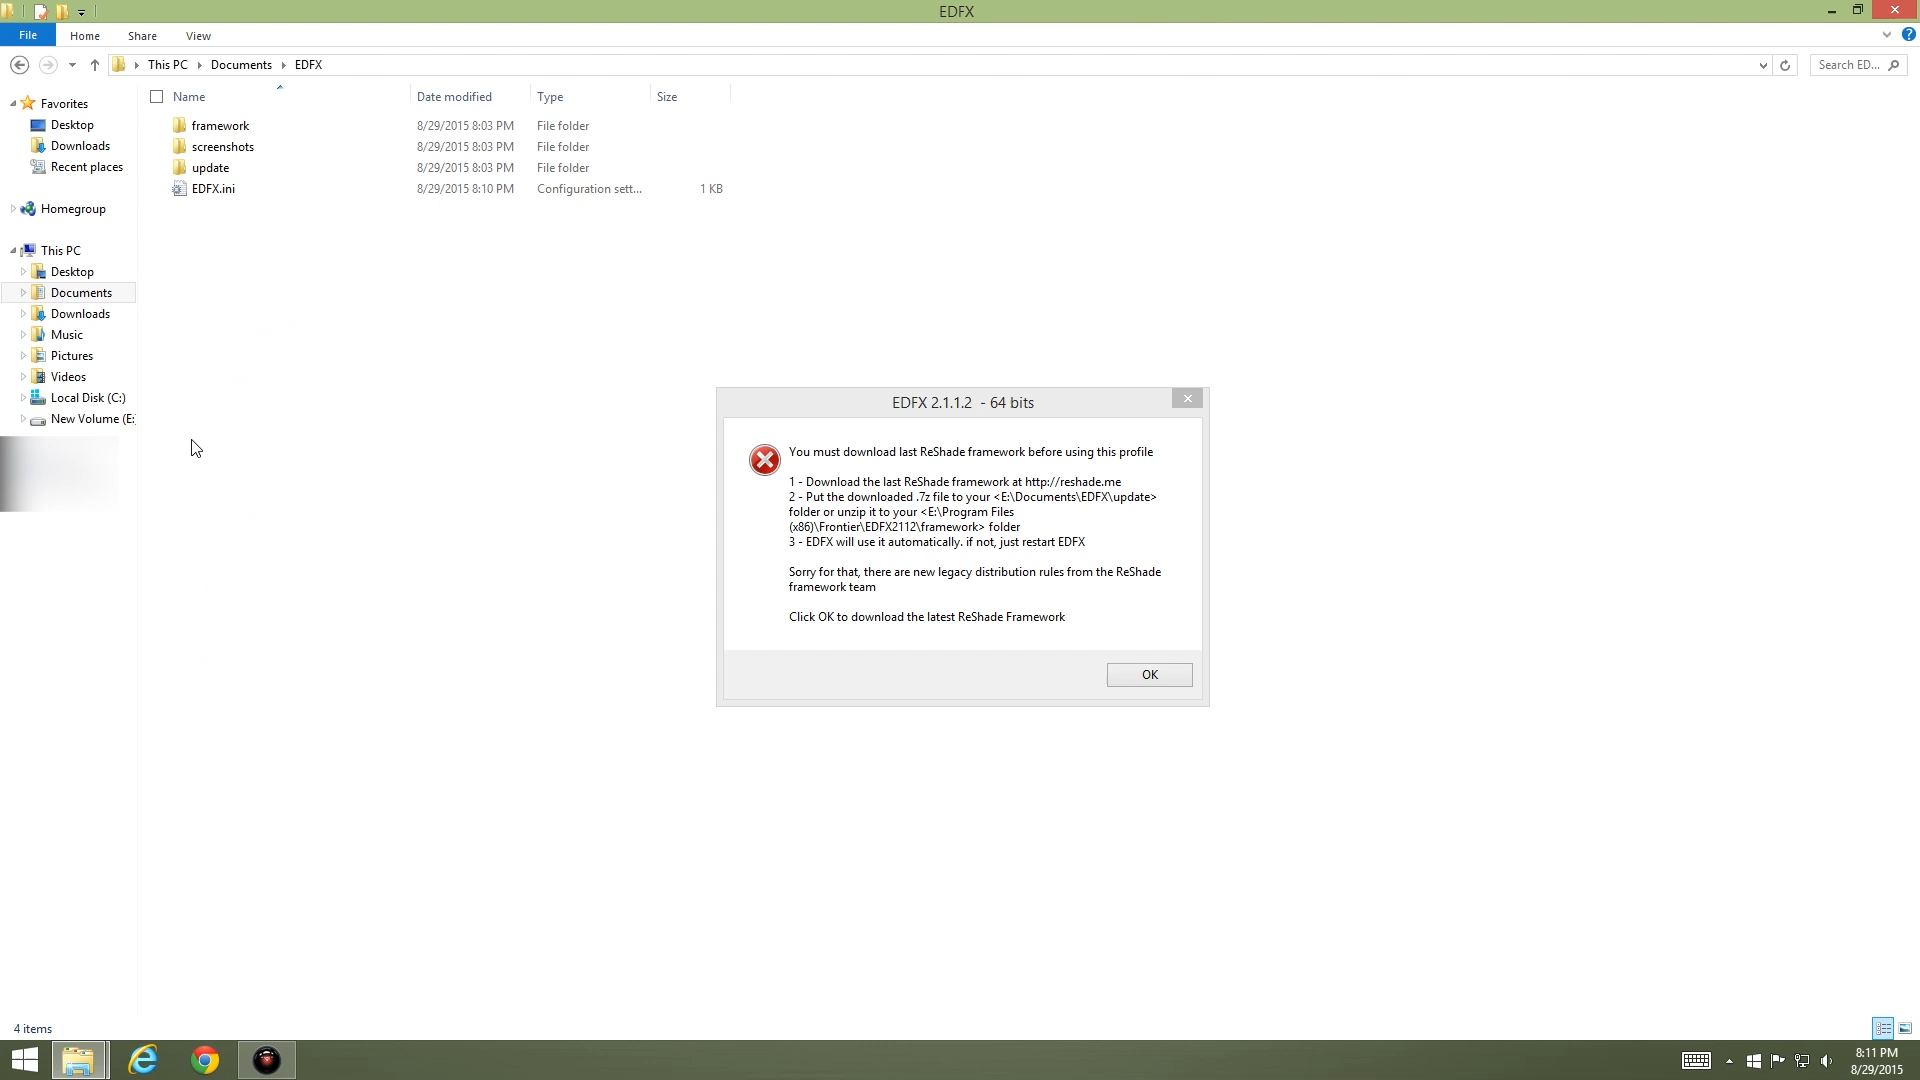 EDFX
File Home Share View
This PC Documents EDFX Search ED...
Name Date modified Type Size
Favorites
Desktop
Downloads
Recent places
Homegroup
This PC
Desktop
Documents
Downloads
Music
Pictures
Videos
Local Disk (C:)
New Volume (E:
framework 8/29/2015 8:03 PM File folder
screenshots 8/29/2015 8:03 PM File folder
update 8/29/2015 8:03 PM File folder
EDFX.ini 8/29/2015 8:10 PM Configuration sett... 1 KB
EDFX 2.1.1.2 - 64 bits
You must download last ReShade framework before using this profile
1 - Download the last ReShade framework at http://reshade.me
2 - Put the downloaded .7z file to your <E:\Documents\EDFX\update>
folder or unzip it to your <E:\Program Files
(x86)\Frontier\EDFX2112\framework> folder
3 - EDFX will use it automatically. if not, just restart EDFX
Sorry for that, there are new legacy distribution rules from the ReShade
framework team
Click OK to download the latest ReShade Framework
OK
4 items
8:11 PM
8/29/2015